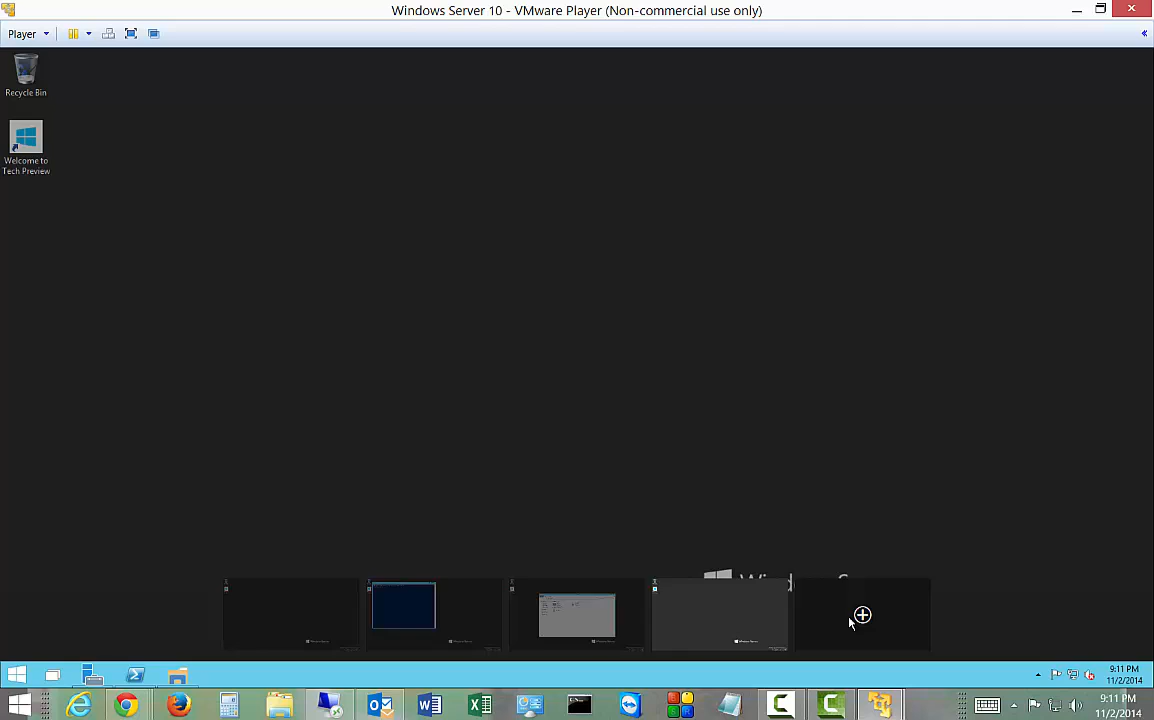 Windows Server 10 - VMware Player (Non-commercial use only)
Player
Recycle Bin
Welcome to
Tech Preview
9:11 PM
11/2/2014
9:11 PM
11/2/2014